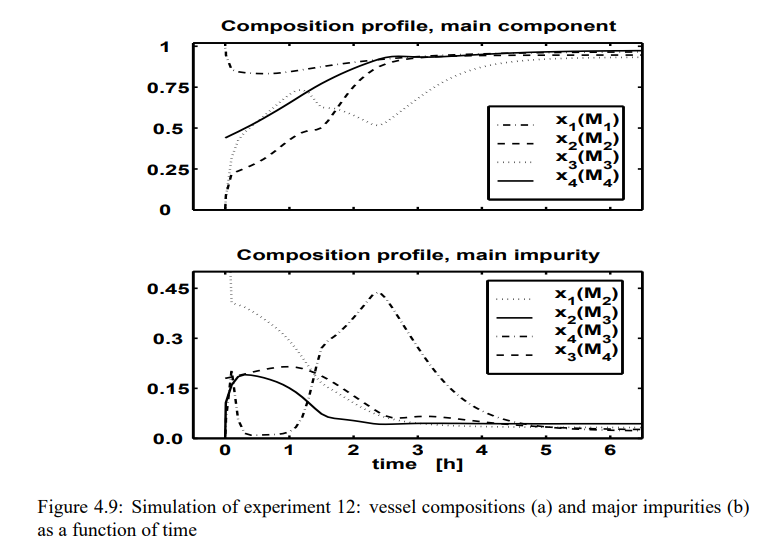 Composition profile, main component
1
0.75
0.5
0.25
0
x1(M1)
x2(M2)
x3(M3)
x4(M4)
Composition profile, main impurity
0.45
0.3
0.15
0.0
x1(M2)
x2(M3)
x4(M3)
x3(M4)
0 1 2 3 4 5 6
time [h]
Figure 4.9: Simulation of experiment 12: vessel compositions (a) and major impurities (b)
as a function of time